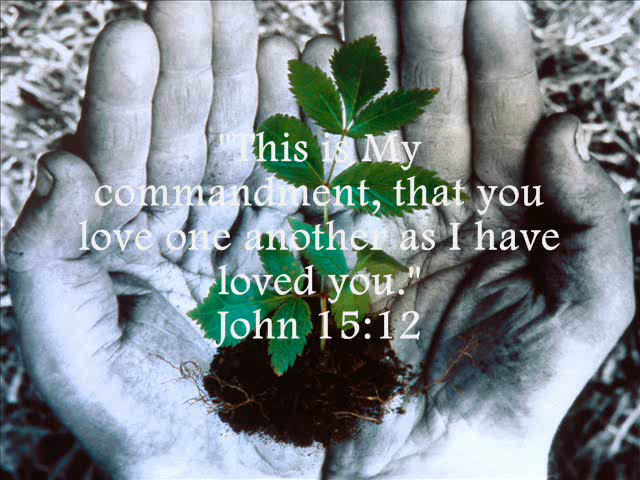 "This is My
commandment, that you
love one another as I have
loved you."
John 15:12